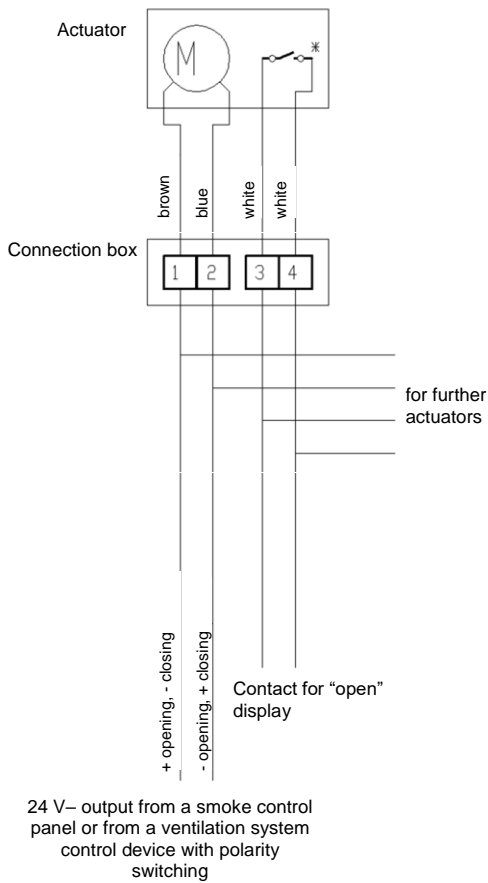 Actuator
M
*
brown
blue
white
white
Connection box
1 2 3 4
for further
actuators
+ opening, - closing
- opening, + closing
Contact for “open”
display
24 V– output from a smoke control
panel or from a ventilation system
control device with polarity
switching